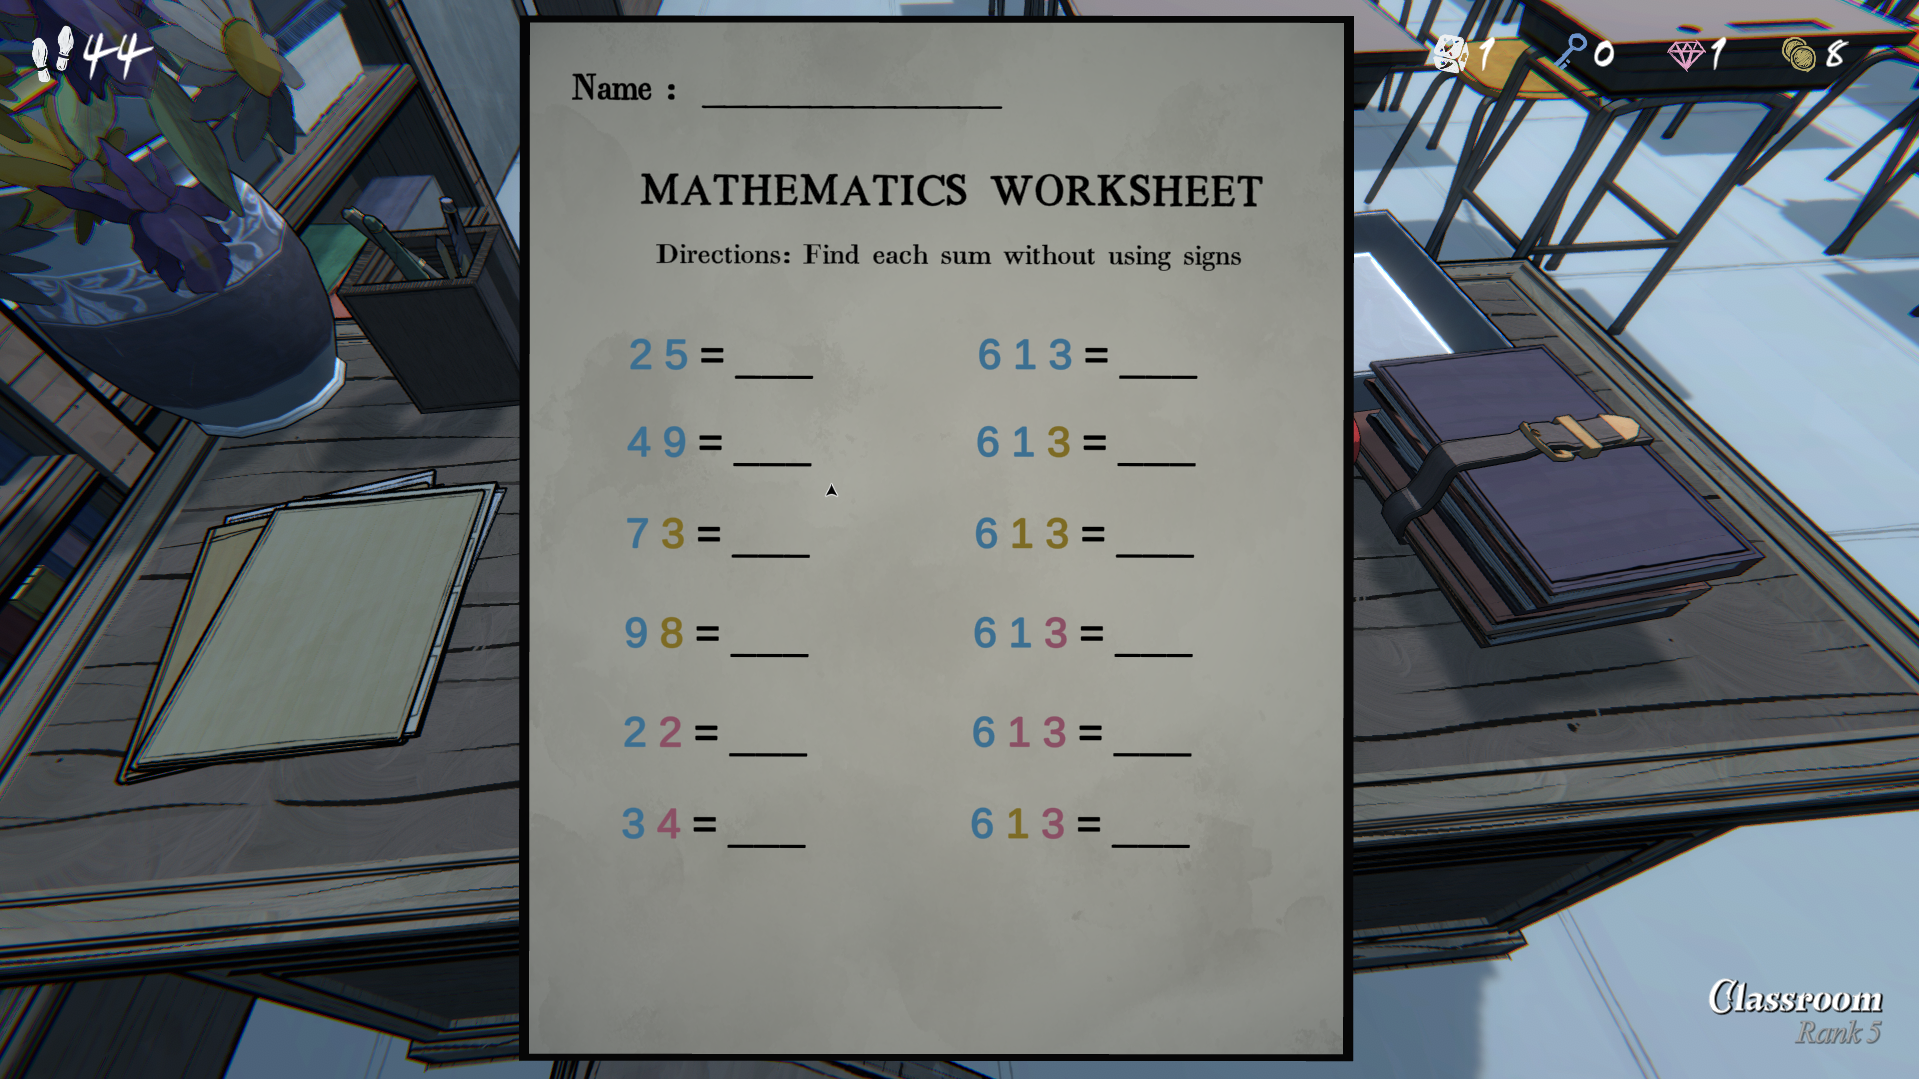 44
1 0 1 8
Name :
MATHEMATICS WORKSHEET
Directions: Find each sum without using signs
2 5 = ___ 6 1 3 = ___
4 9 = ___ 6 1 3 = ___
7 3 = ___ 6 1 3 = ___
9 8 = ___ 6 1 3 = ___
2 2 = ___ 6 1 3 = ___
3 4 = ___ 6 1 3 = ___
Classroom
Rank 5